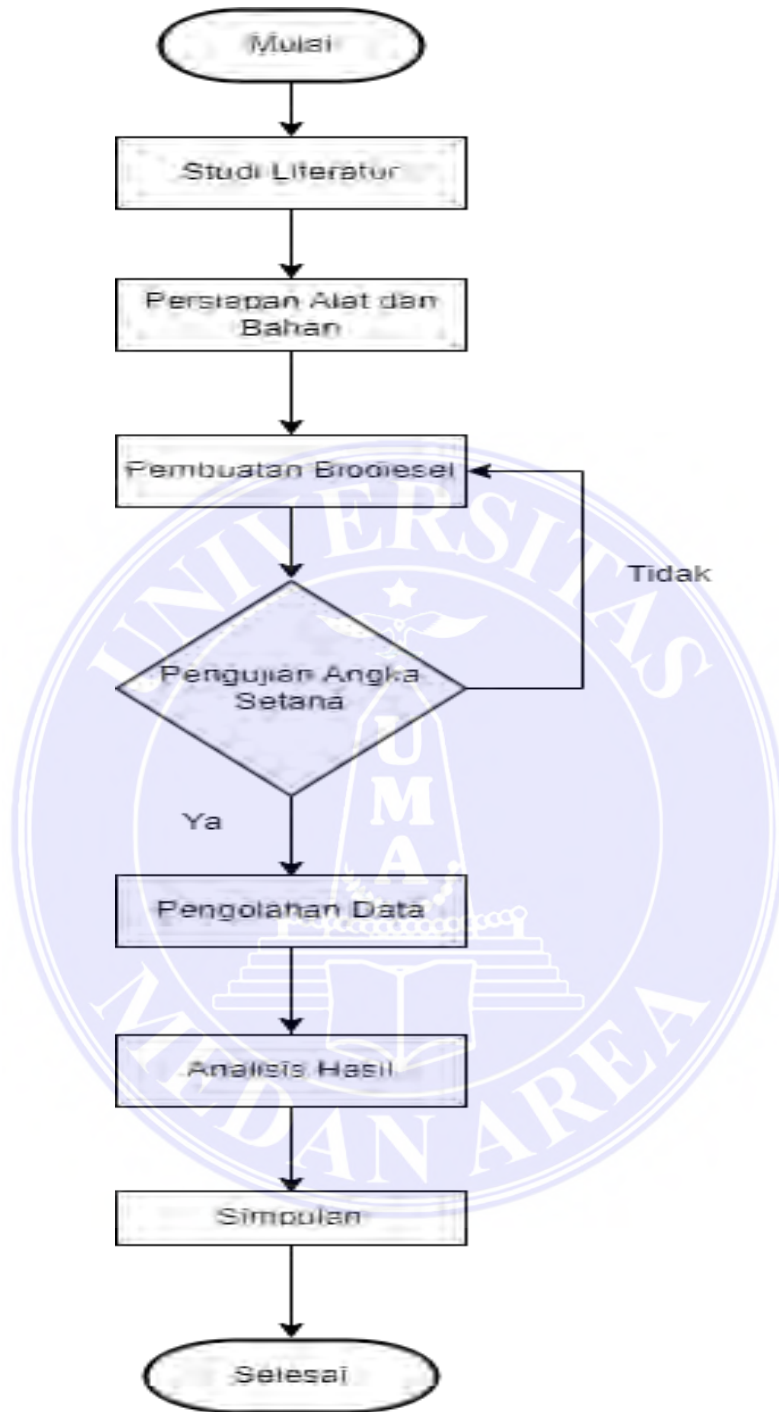 Mulai
Studi Literatur
Persiapan Alat dan
Bahan
Pembuatan Biodiesel
Tidak
Pengujian Angka
Setana
Ya
Pengolahan Data
Analisis Hasil
Simpulan
Selesai
UNIVERSITAS
UMA
MEDAN AREA